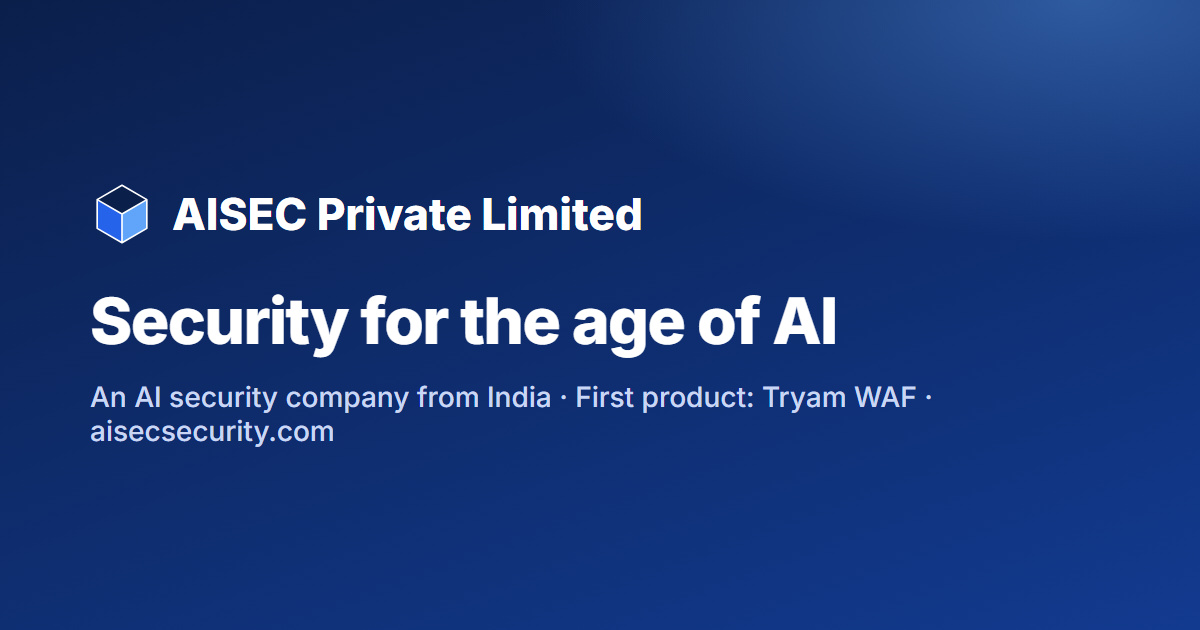 AISEC Private Limited
Security for the age of AI
An AI security company from India · First product: Tryam WAF ·
aisecsecurity.com